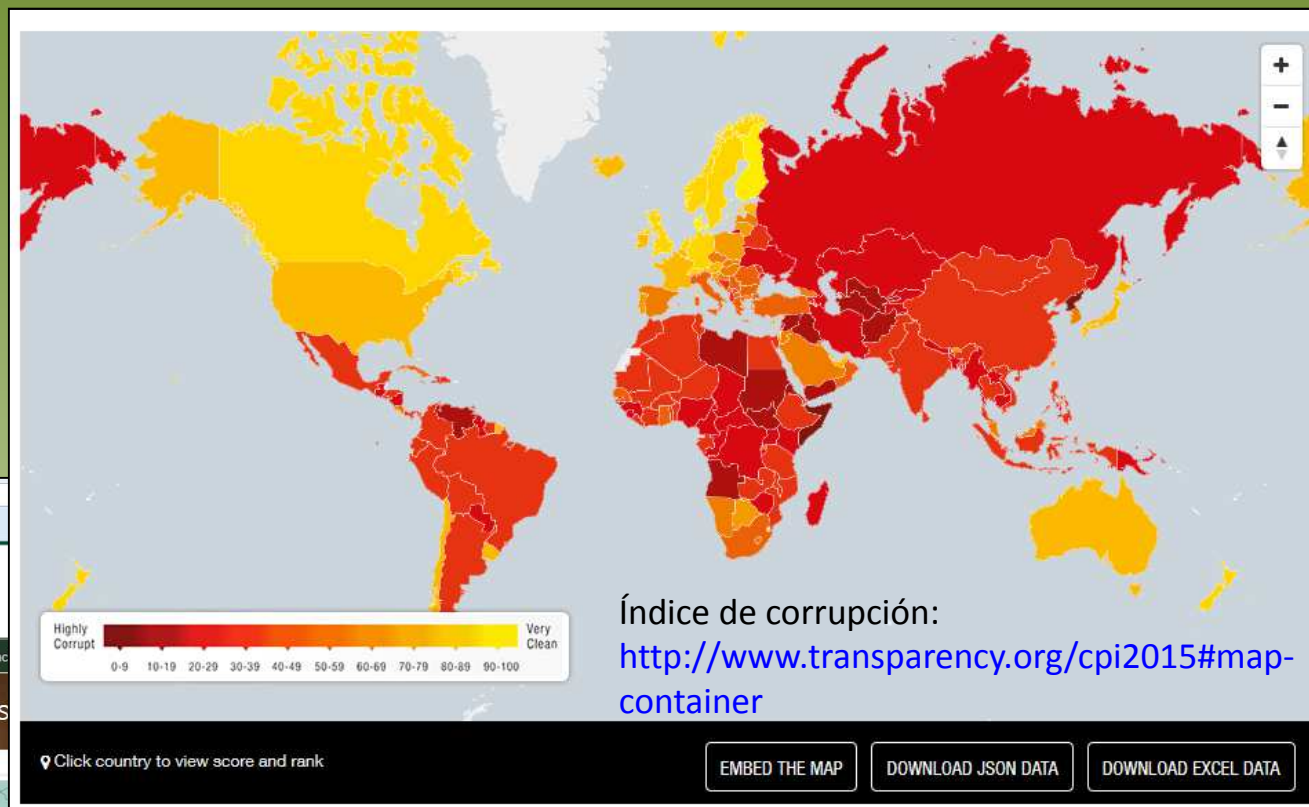 +
−
Highly
Corrupt
Very
Clean
0-9 10-19 20-29 30-39 40-49 50-59 60-69 70-79 80-89 90-100
Índice de corrupción:
http://www.transparency.org/cpi2015#map-
container
Click country to view score and rank
EMBED THE MAP DOWNLOAD JSON DATA DOWNLOAD EXCEL DATA